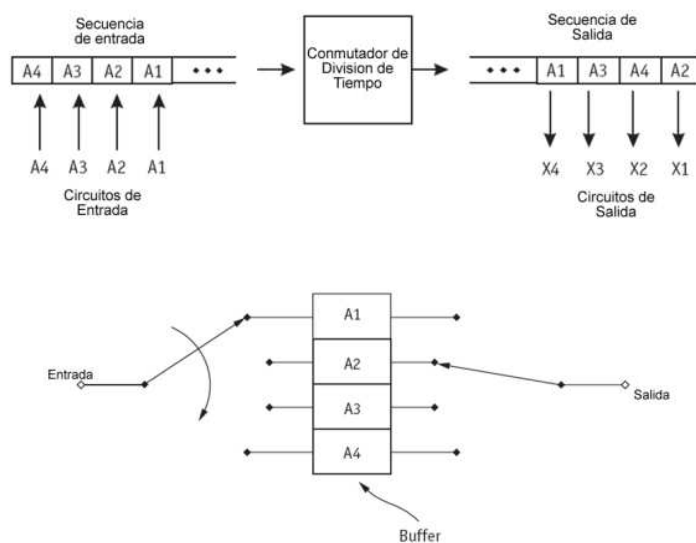 Secuencia
de entrada
A4 A3 A2 A1
A4 A3 A2 A1
Circuitos de
Entrada
Conmutador de
Division de
Tiempo
Secuencia de
Salida
A1 A3 A4 A2
X4 X3 X2 X1
Circuitos de
Salida
Entrada
A1
A2
A3
A4
Salida
Buffer